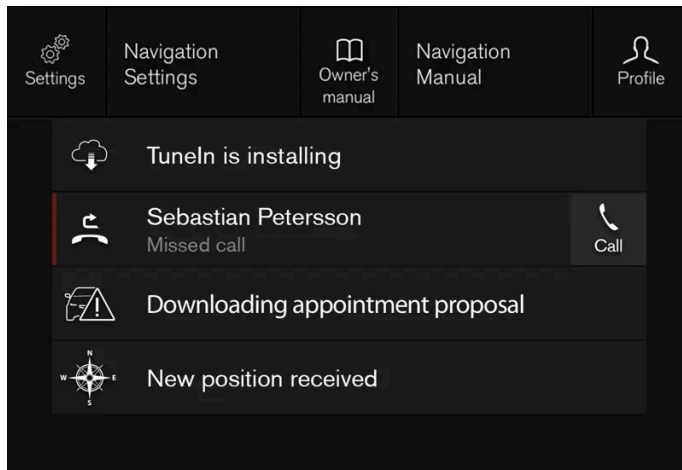 Settings
Navigation
Settings
Owner's
manual
Navigation
Manual
Profile
TuneIn is installing
Sebastian Petersson
Missed call
Call
Downloading appointment proposal
N
W
E
S
New position received